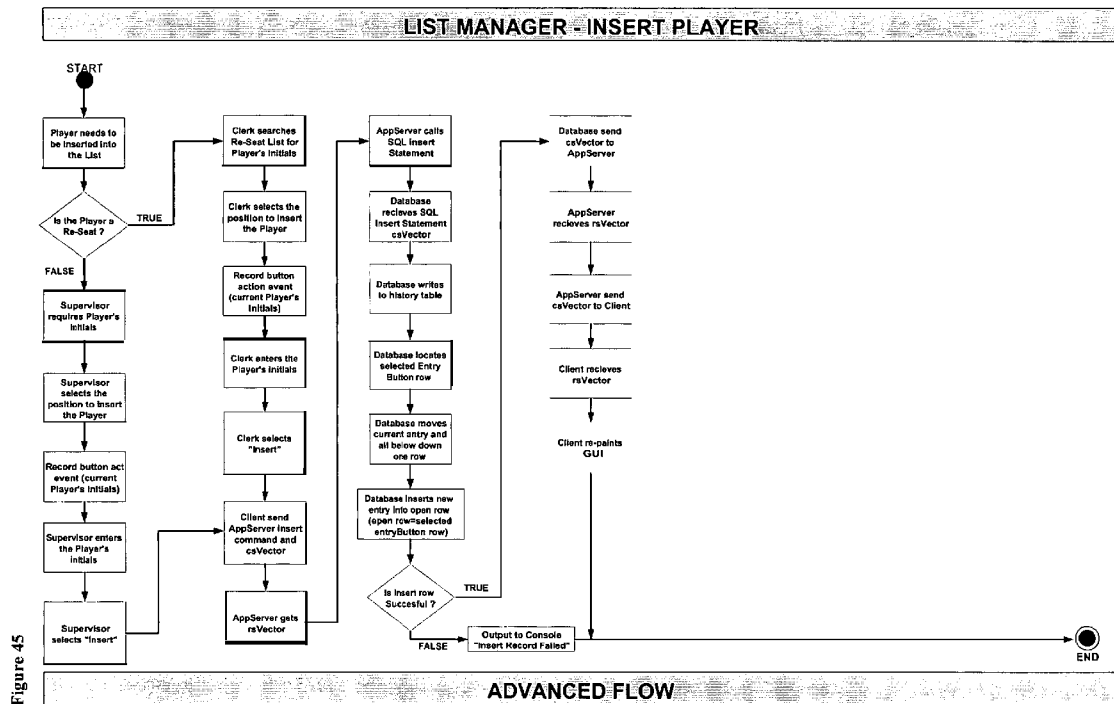 LIST MANAGER - INSERT PLAYER
START
Player needs to
be inserted into
the List
Is the Player a
Re-Seat ?
TRUE
FALSE
Supervisor
requires Player's
Initials
Supervisor
selects the
position to Insert
the Player
Record button act
event (current
Player's Initials)
Supervisor enters
the Player's
initials
Supervisor
selects "Insert"
Clerk searches
Re-Seat List for
Player's Initials
Clerk selects the
position to Insert
the Player
Record button
action event
(current Player's
Initials)
Clerk enters the
Player's Initials
Clerk selects
"Insert"
Client send
AppServer Insert
command and
csVector
AppServer gets
rsVector
AppServer calls
SQL Insert
Statement
Database
recieves SQL
Insert Statement
csVector
Database writes
to history table
Database locates
selected Entry
Button row
Database moves
current entry and
all below down
one row
Database Inserts new
entry into open row
(open row=selected
entryButton row)
Is Insert row
Succesful ?
TRUE
FALSE
Output to Console
"Insert Record Failed"
Database send
csVector to
AppServer
AppServer
recieves rsVector
AppServer send
csVector to Client
Client recieves
rsVector
Client re-paints
GUI
END
Figure 45
ADVANCED FLOW